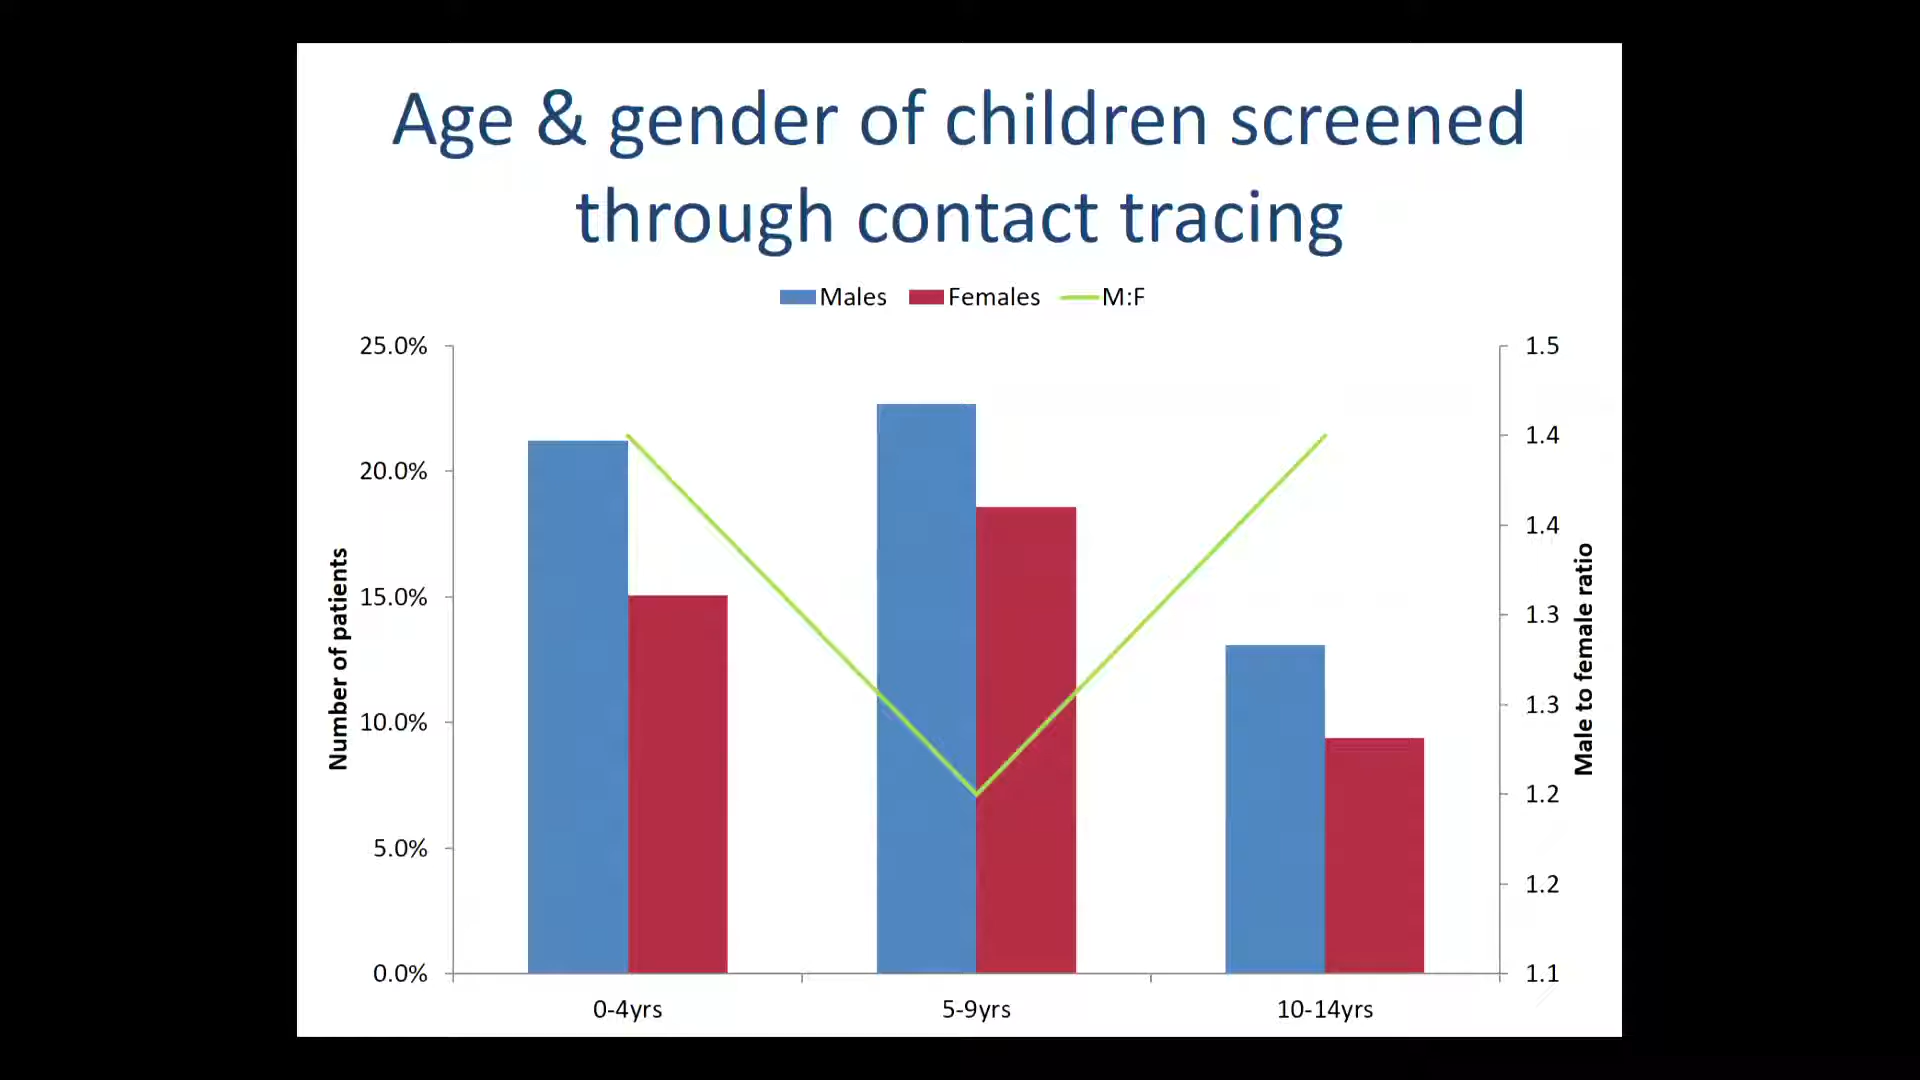 Age & gender of children screened
through contact tracing
Males Females M:F
25.0%
20.0%
15.0%
10.0%
5.0%
0.0%
Number of patients
1.5
1.4
1.4
1.3
1.3
1.2
1.2
1.1
Male to female ratio
0-4yrs 5-9yrs 10-14yrs